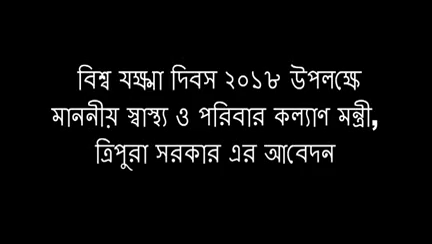 বিশ্ব যক্ষ্মা দিবস ২০১৮ উপলক্ষে
মাননীয় স্বাস্থ্য ও পরিবার কল্যাণ মন্ত্রী,
ত্রিপুরা সরকার এর আবেদন